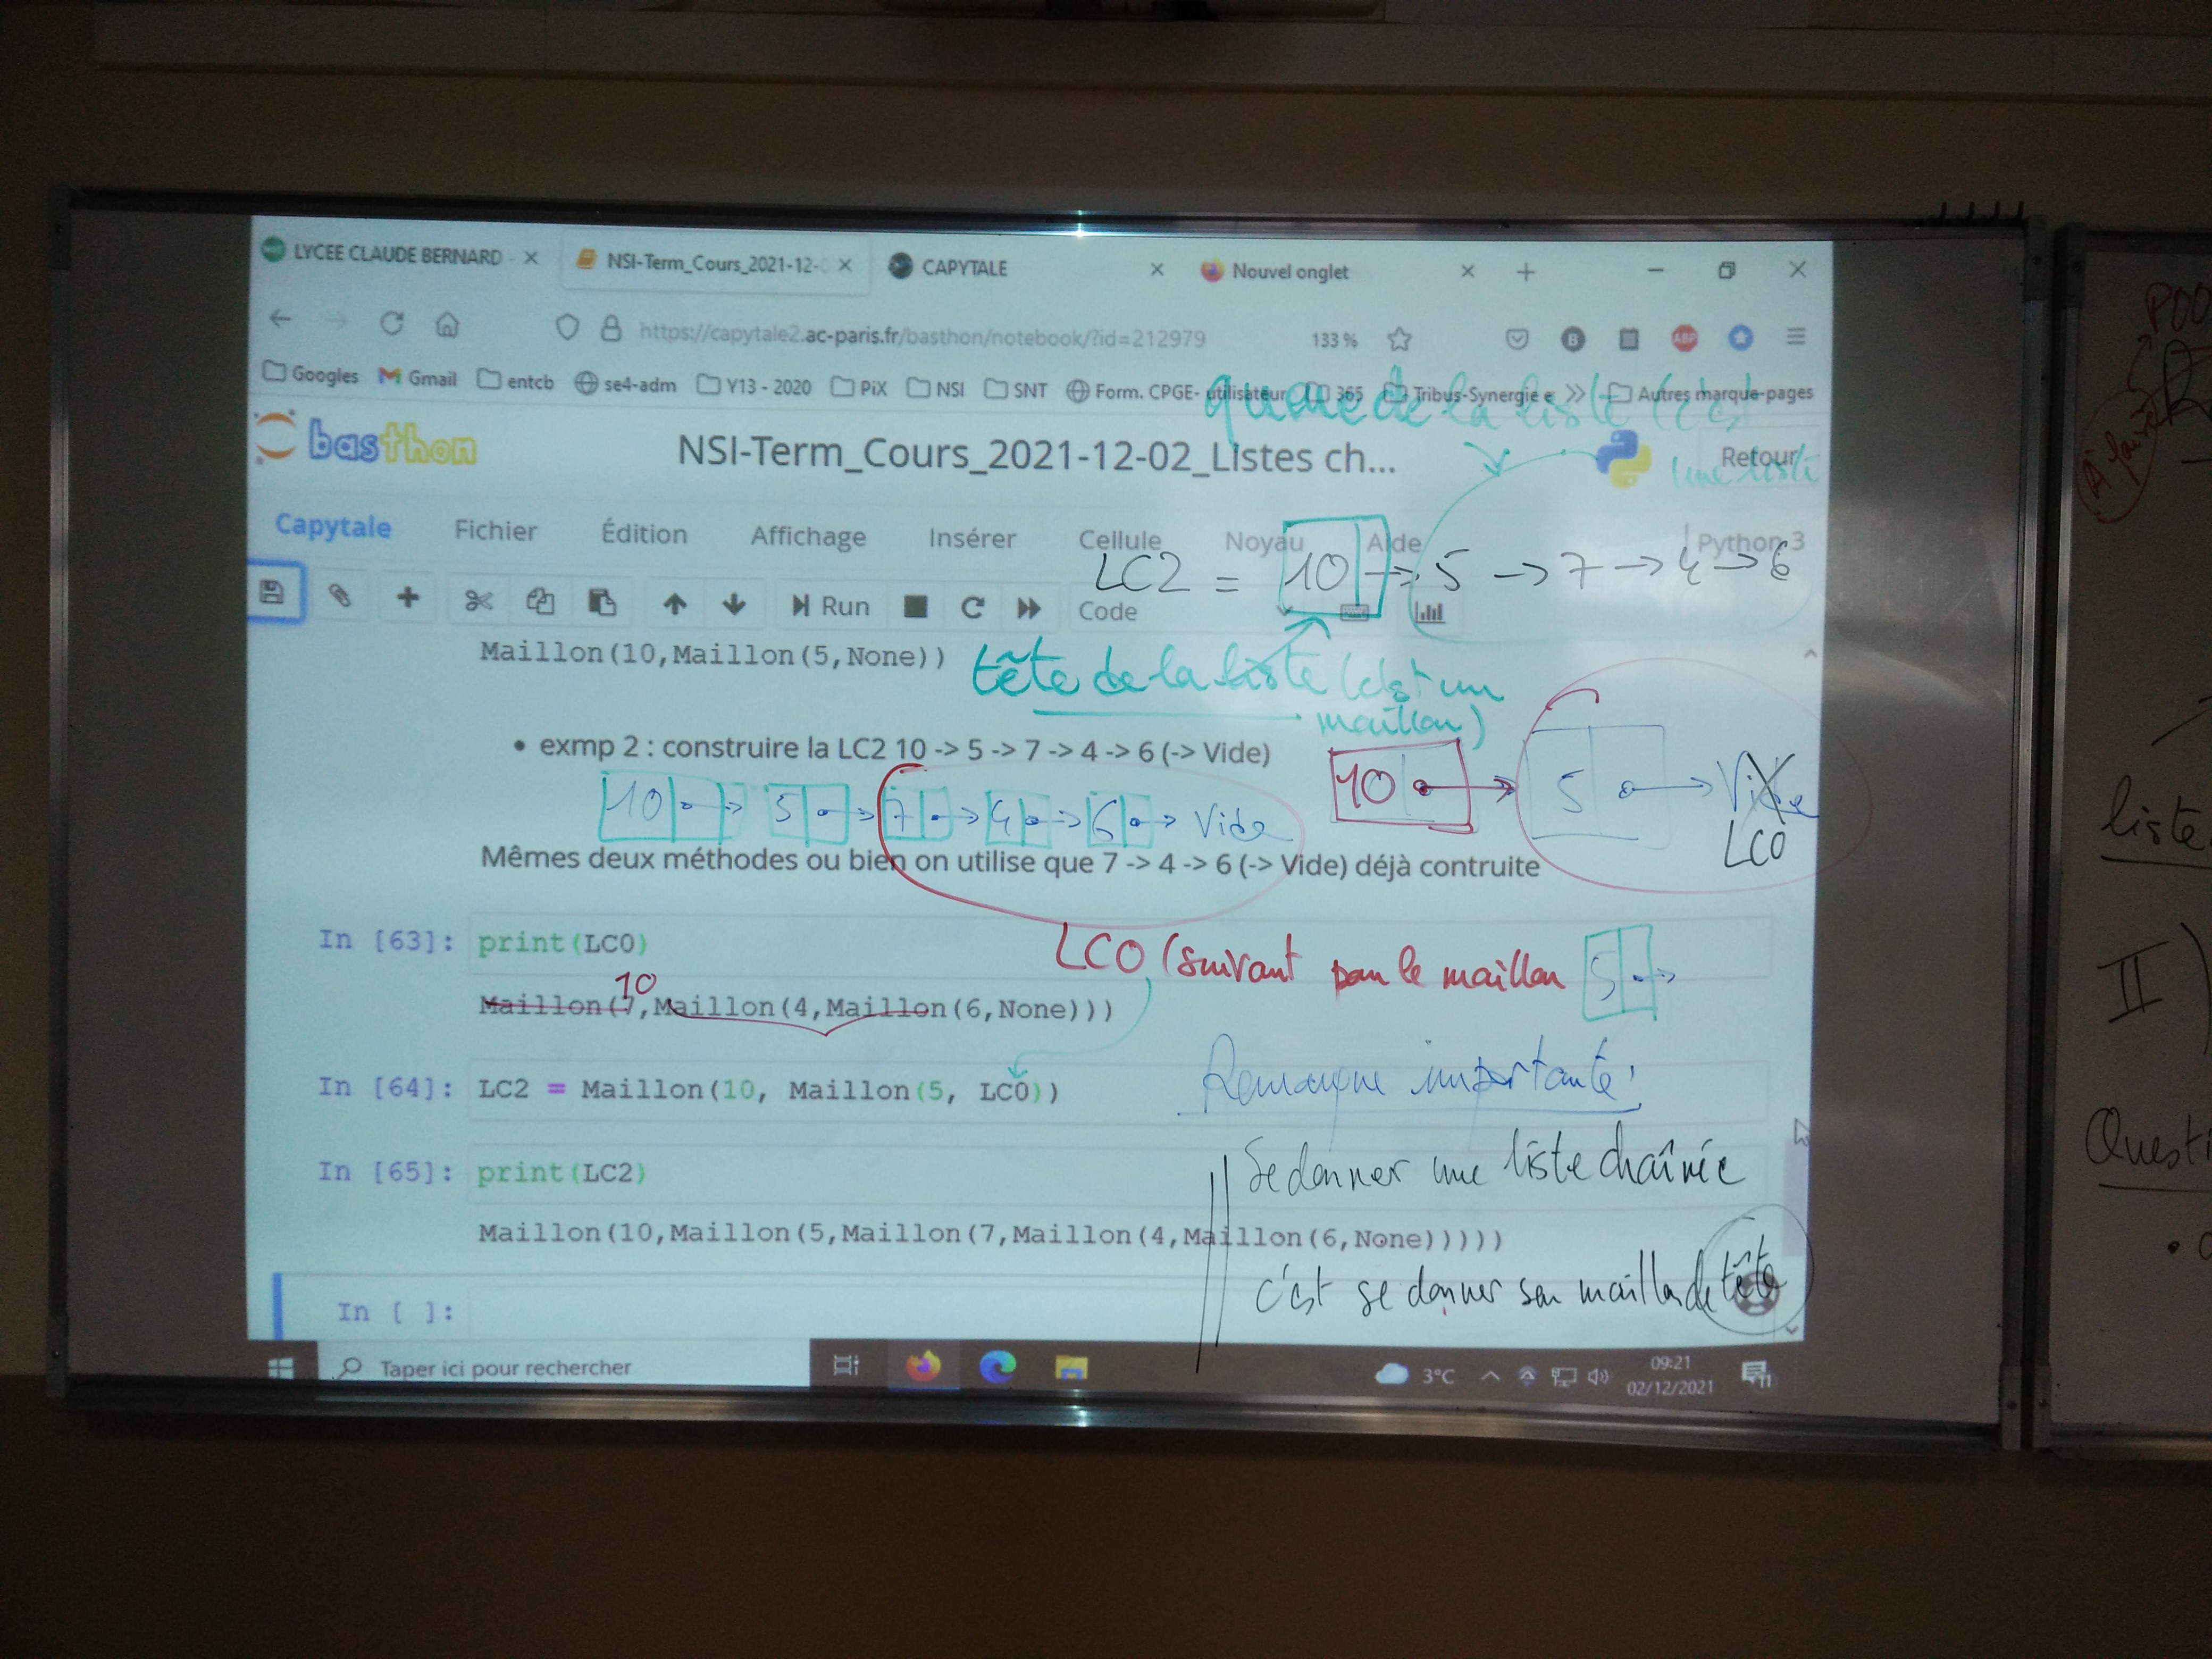 LYCEE CLAUDE BERNARD -
NSI-Term_Cours_2021-12-0
CAPYTALE
Nouvel onglet
https://capytale2.ac-paris.fr/basthon/notebook/?id=212979
133 %
Googles Gmail entcb se4-adm Y13 - 2020 PiX NSI SNT Form. CPGE- utilisateur 365 Tribus-Synergie e >> Autres marque-pages
de la liste
basthon
NSI-Term_Cours_2021-12-02_Listes ch...
Retour
une liste
Capytale Fichier Édition Affichage Insérer Cellule Noyau Aide Python 3
LC2 = 10 -> 5 -> 7 -> 4 -> 6
Run
Code
Maillon(10,Maillon(5,None))
tête de la liste (c'est un
maillon)
• exmp 2 : construire la LC2 10 -> 5 -> 7 -> 4 -> 6 (-> Vide)
10 -> 5 -> 7 -> 4 -> 6 -> Vide
10 -> 5 -> Vide
LC0
Mêmes deux méthodes ou bien on utilise que 7 -> 4 -> 6 (-> Vide) déjà contruite
In [63]: print(LC0)
LC0 (suivant pour le maillon 5 ->
10
Maillon(7,Maillon(4,Maillon(6,None)))
In [64]: LC2 = Maillon(10, Maillon(5, LC0))
Remarque importante:
In [65]: print(LC2)
Se donner une liste chaînée
Maillon(10,Maillon(5,Maillon(7,Maillon(4,Maillon(6,None)))))
c'est se donner son maillon de tête
In [ ]:
Taper ici pour rechercher
3°C
09:21
02/12/2021
11
POO
A faire
liste
II)
Questi